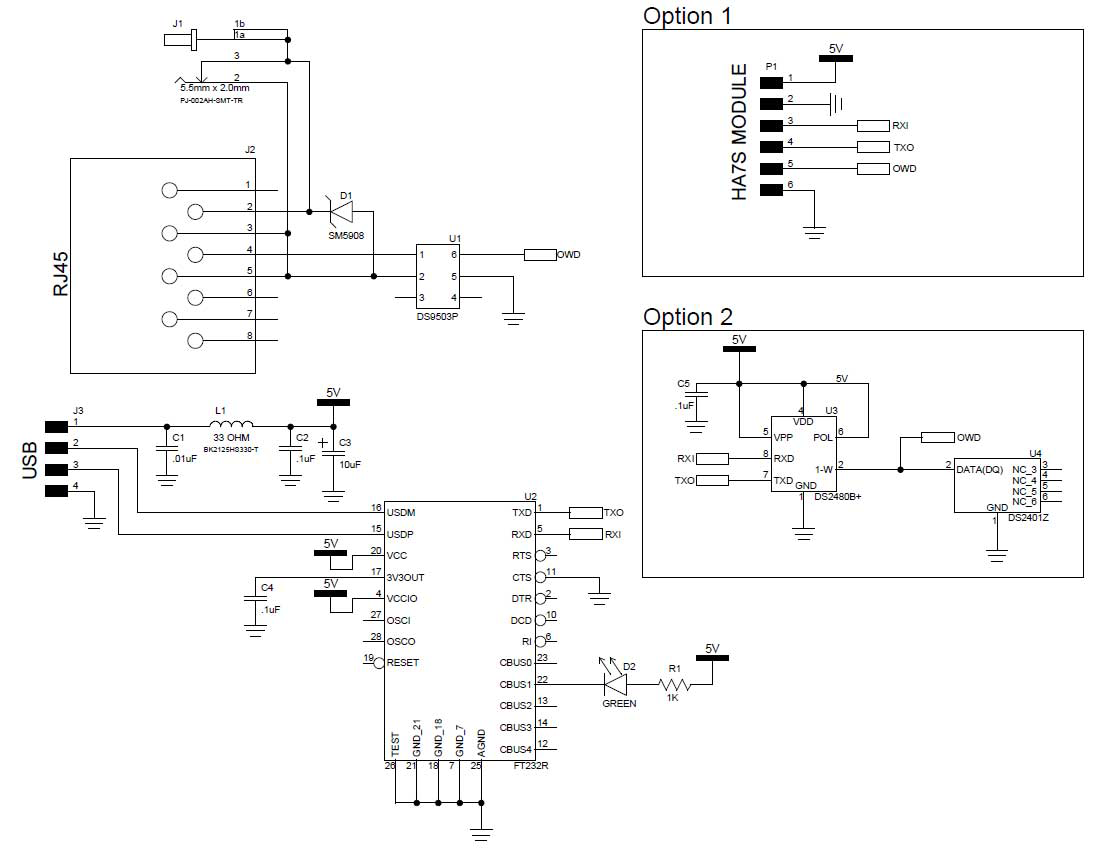 Option 1
J1
1b
1a
3
2
5.5mm x 2.0mm
PJ-002AH-SMT-TR
J2
RJ45
1
2
3
4
5
6
7
8
D1
SM5908
U1
1
2
3
6
5
4
DS9503P
OWD
HA7S MODULE
P1
1
2
3
4
5
6
5V
RXI
TXO
OWD
Option 2
5V
C5
.1uF
5V
4
U3
VDD
5
VPP
POL
6
RXI
8
RXD
TXO
7
TXD
1-W
2
GND
1
DS2480B+
OWD
U4
2
DATA(DQ)
NC_3
3
NC_4
4
NC_5
5
NC_6
6
GND
1
DS2401Z
USB
J3
1
2
3
4
C1
.01uF
L1
33 OHM
BK2125HS330-T
C2
.1uF
5V
+
C3
10uF
U2
16
USDM
15
USDP
5V
20
VCC
17
3V3OUT
C4
.1uF
5V
4
VCCIO
27
OSCI
28
OSCO
19
RESET
TXD
1
TXO
RXD
5
RXI
RTS
3
CTS
11
DTR
2
DCD
10
RI
6
CBUS0
23
CBUS1
22
CBUS2
13
CBUS3
14
CBUS4
12
TEST
GND_21
GND_18
GND_7
AGND
26
21
18
7
25
FT232R
D2
GREEN
R1
1K
5V